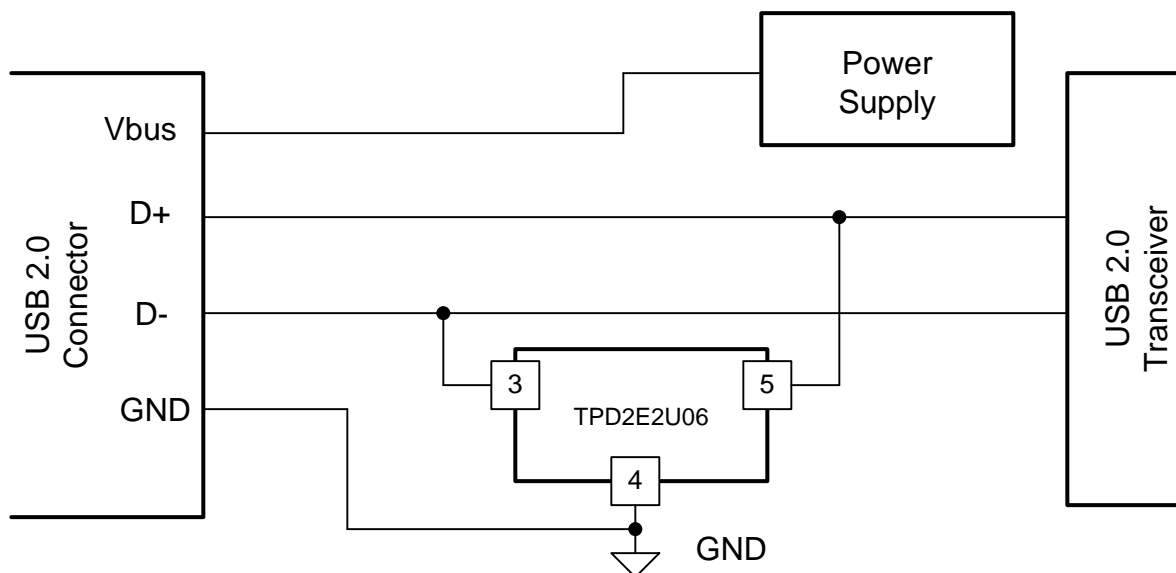 Power
Supply
Vbus
D+
D-
GND
USB 2.0
Connector
USB 2.0
Transceiver
3
5
TPD2E2U06
4
GND